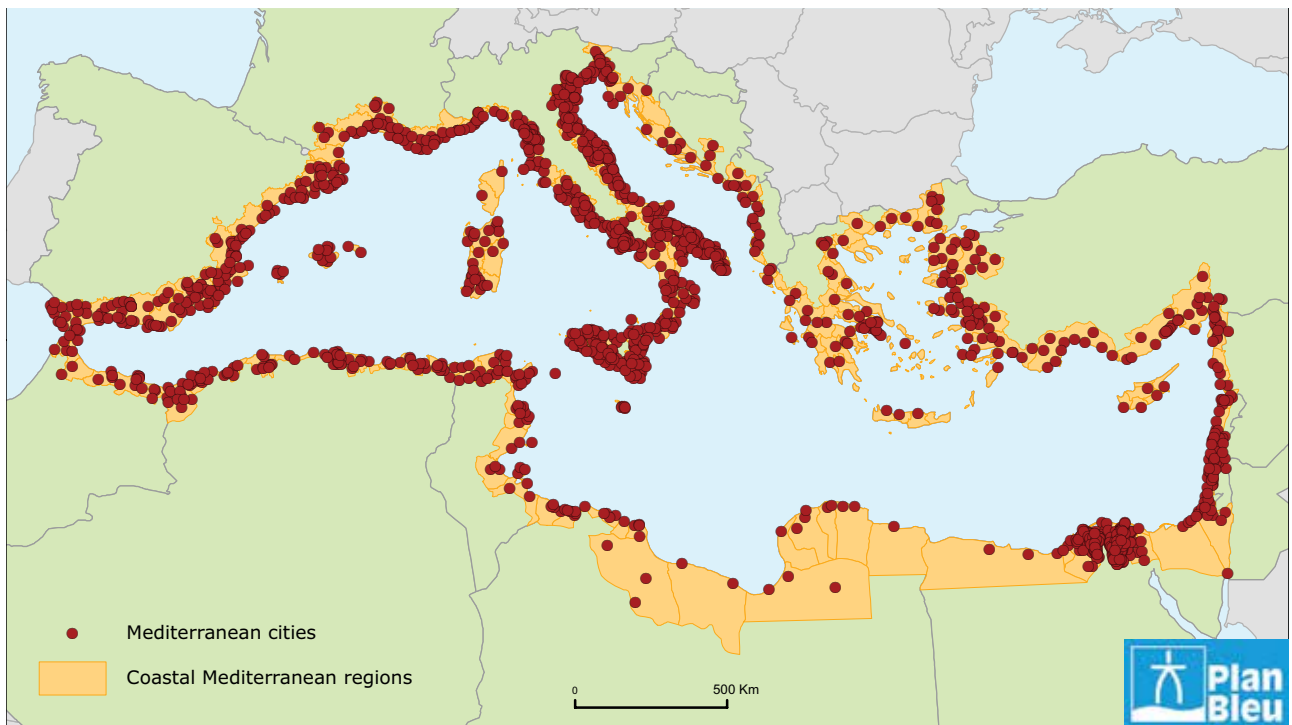 Mediterranean cities
Coastal Mediterranean regions
0 500 Km
Plan
Bleu